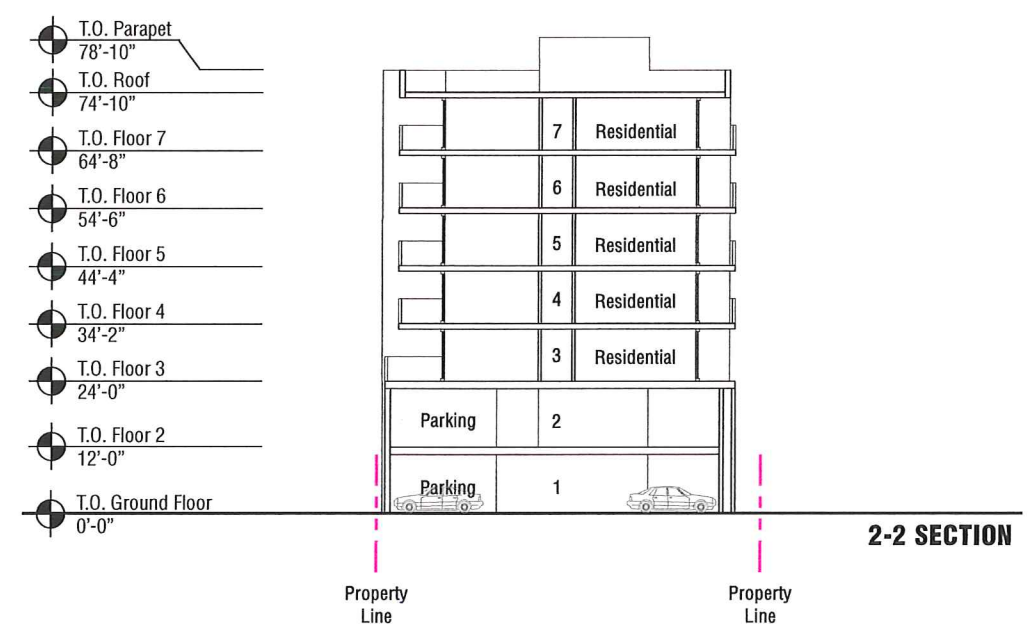 T.O. Parapet
78’-10”
T.O. Roof
74’-10”
T.O. Floor 7
64’-8”
T.O. Floor 6
54’-6”
T.O. Floor 5
44’-4”
T.O. Floor 4
34’-2”
T.O. Floor 3
24’-0”
T.O. Floor 2
12’-0”
T.O. Ground Floor
0’-0”
7 Residential
6 Residential
5 Residential
4 Residential
3 Residential
Parking 2
Parking 1
2-2 SECTION
Property
Line
Property
Line